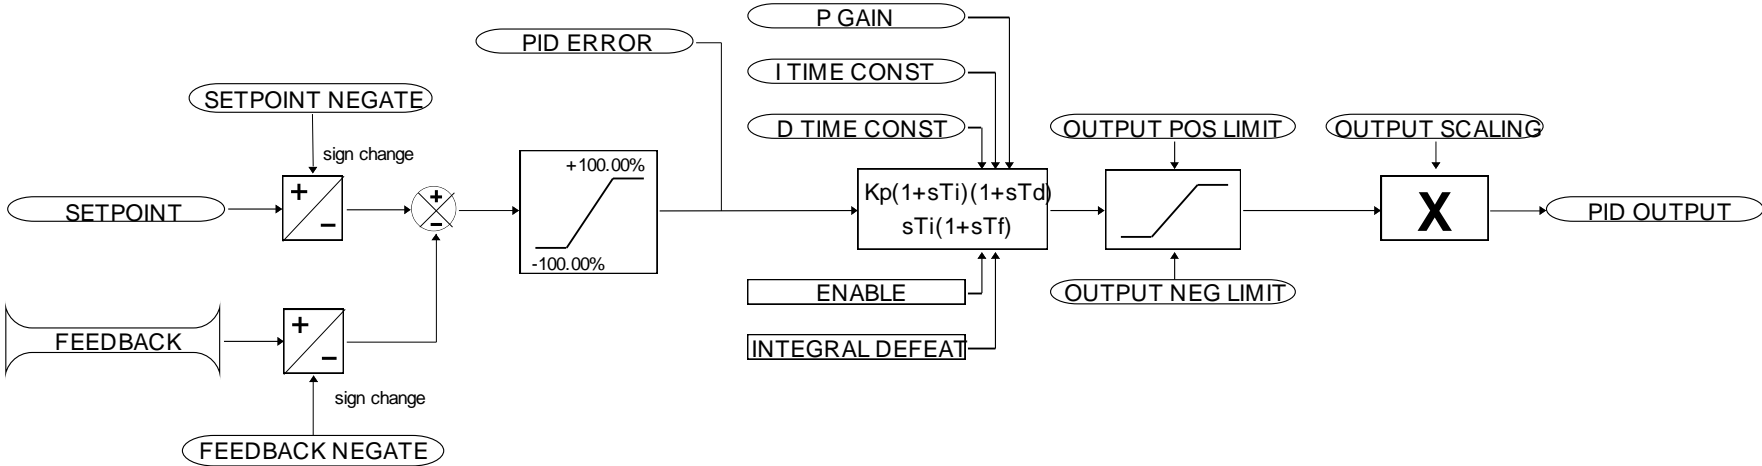 P GAIN
PID ERROR
I TIME CONST
SETPOINT NEGATE
D TIME CONST
OUTPUT POS LIMIT
OUTPUT SCALING
sign change
+100.00%
+
+
Kp(1+sTi)(1+sTd)
SETPOINT
X
PID OUTPUT
−
−
sTi(1+sTf)
-100.00%
ENABLE
OUTPUT NEG LIMIT
+
FEEDBACK
INTEGRAL DEFEAT
−
sign change
FEEDBACK NEGATE